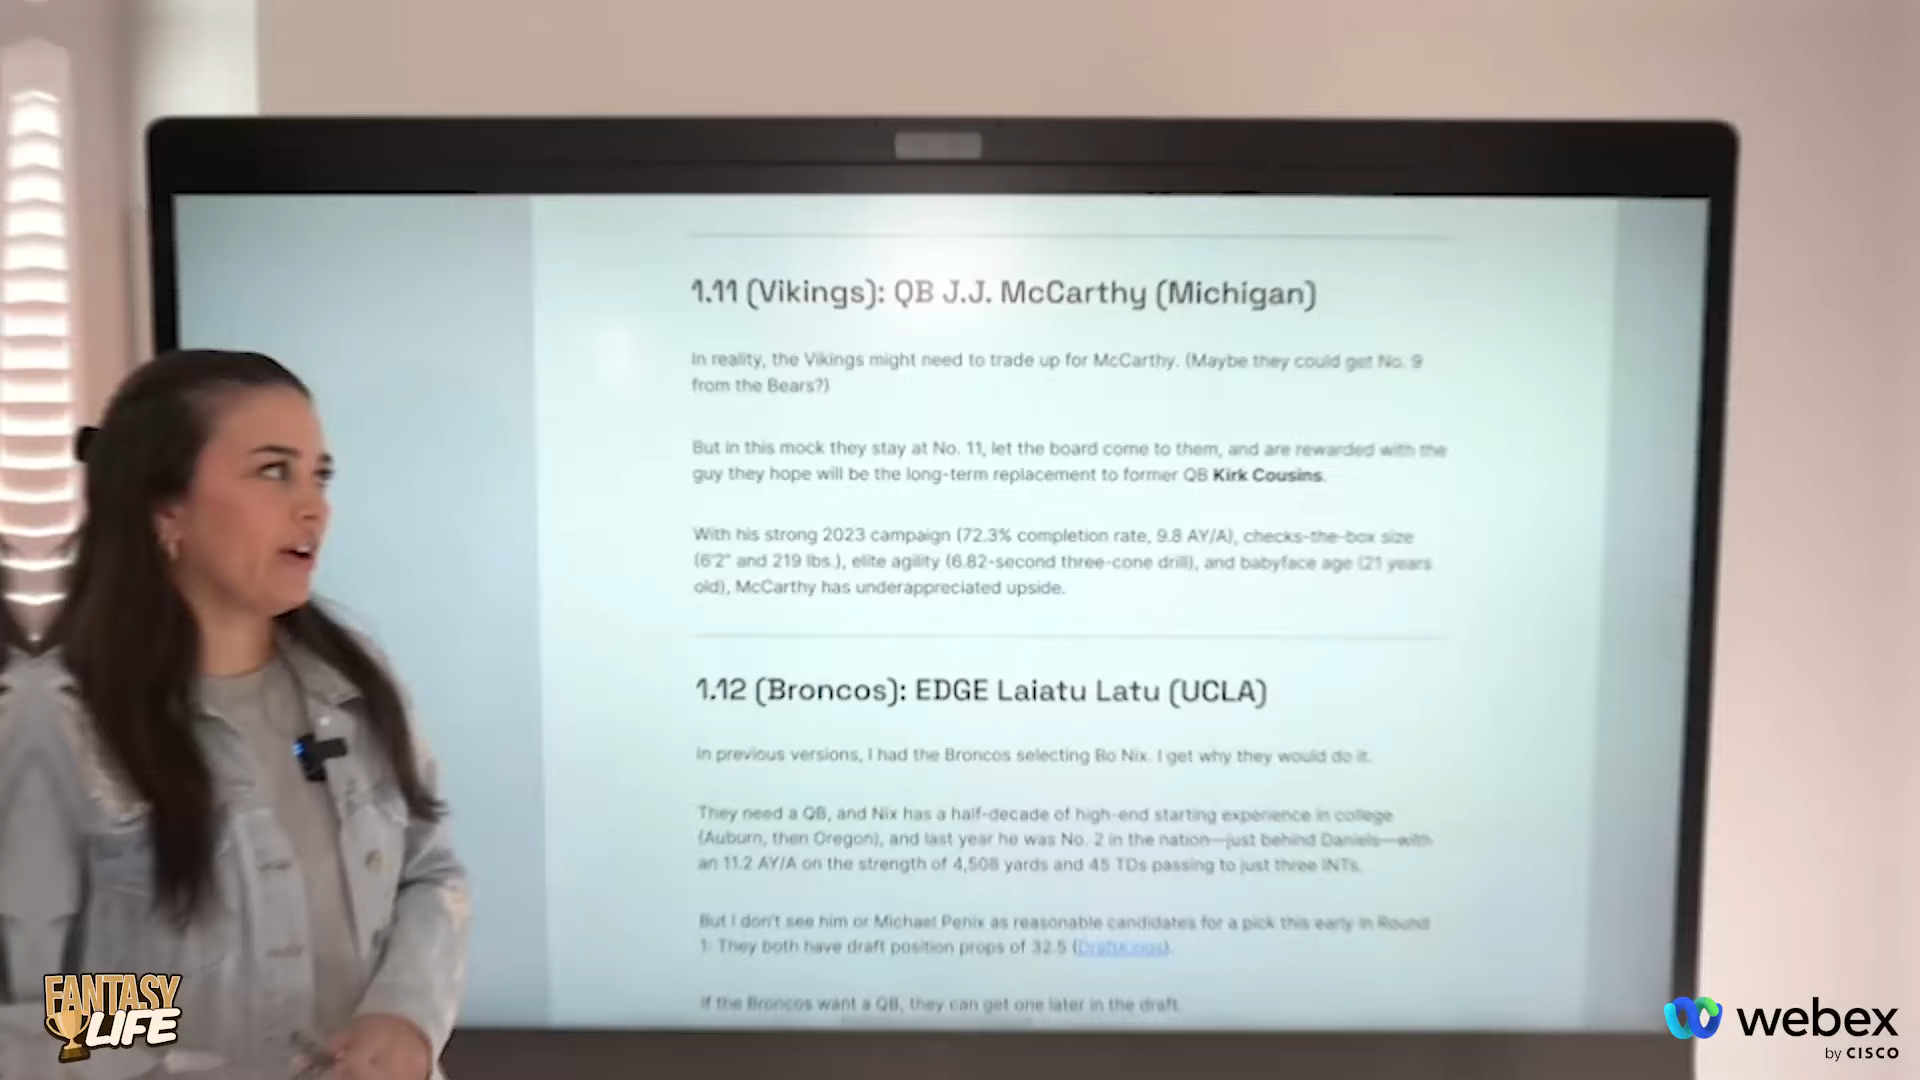 1.11 (Vikings): QB J.J. McCarthy (Michigan)
In reality, the Vikings might need to trade up for McCarthy. (Maybe they could get No. 9
from the Bears?)
But in this mock they stay at No. 11, let the board come to them, and are rewarded with the
guy they hope will be the long-term replacement to former QB Kirk Cousins.
With his strong 2023 campaign (72.3% completion rate, 9.8 AY/A), checks-the-box size
(6'2" and 219 lbs.), elite agility (6.82-second three-cone drill), and babyface age (21 years
old), McCarthy has underappreciated upside.
1.12 (Broncos): EDGE Laiatu Latu (UCLA)
In previous versions, I had the Broncos selecting Bo Nix. I get why they would do it.
They need a QB, and Nix has a half-decade of high-end starting experience in college
(Auburn, then Oregon), and last year he was No. 2 in the nation—just behind Daniels—with
an 11.2 AY/A on the strength of 4,508 yards and 45 TDs passing to just three INTs.
But I don't see him or Michael Penix as reasonable candidates for a pick this early in Round
1: They both have draft position props of 32.5 (DraftKings).
If the Broncos want a QB, they can get one later in the draft.
FANTASY
LIFE
webex
by CISCO